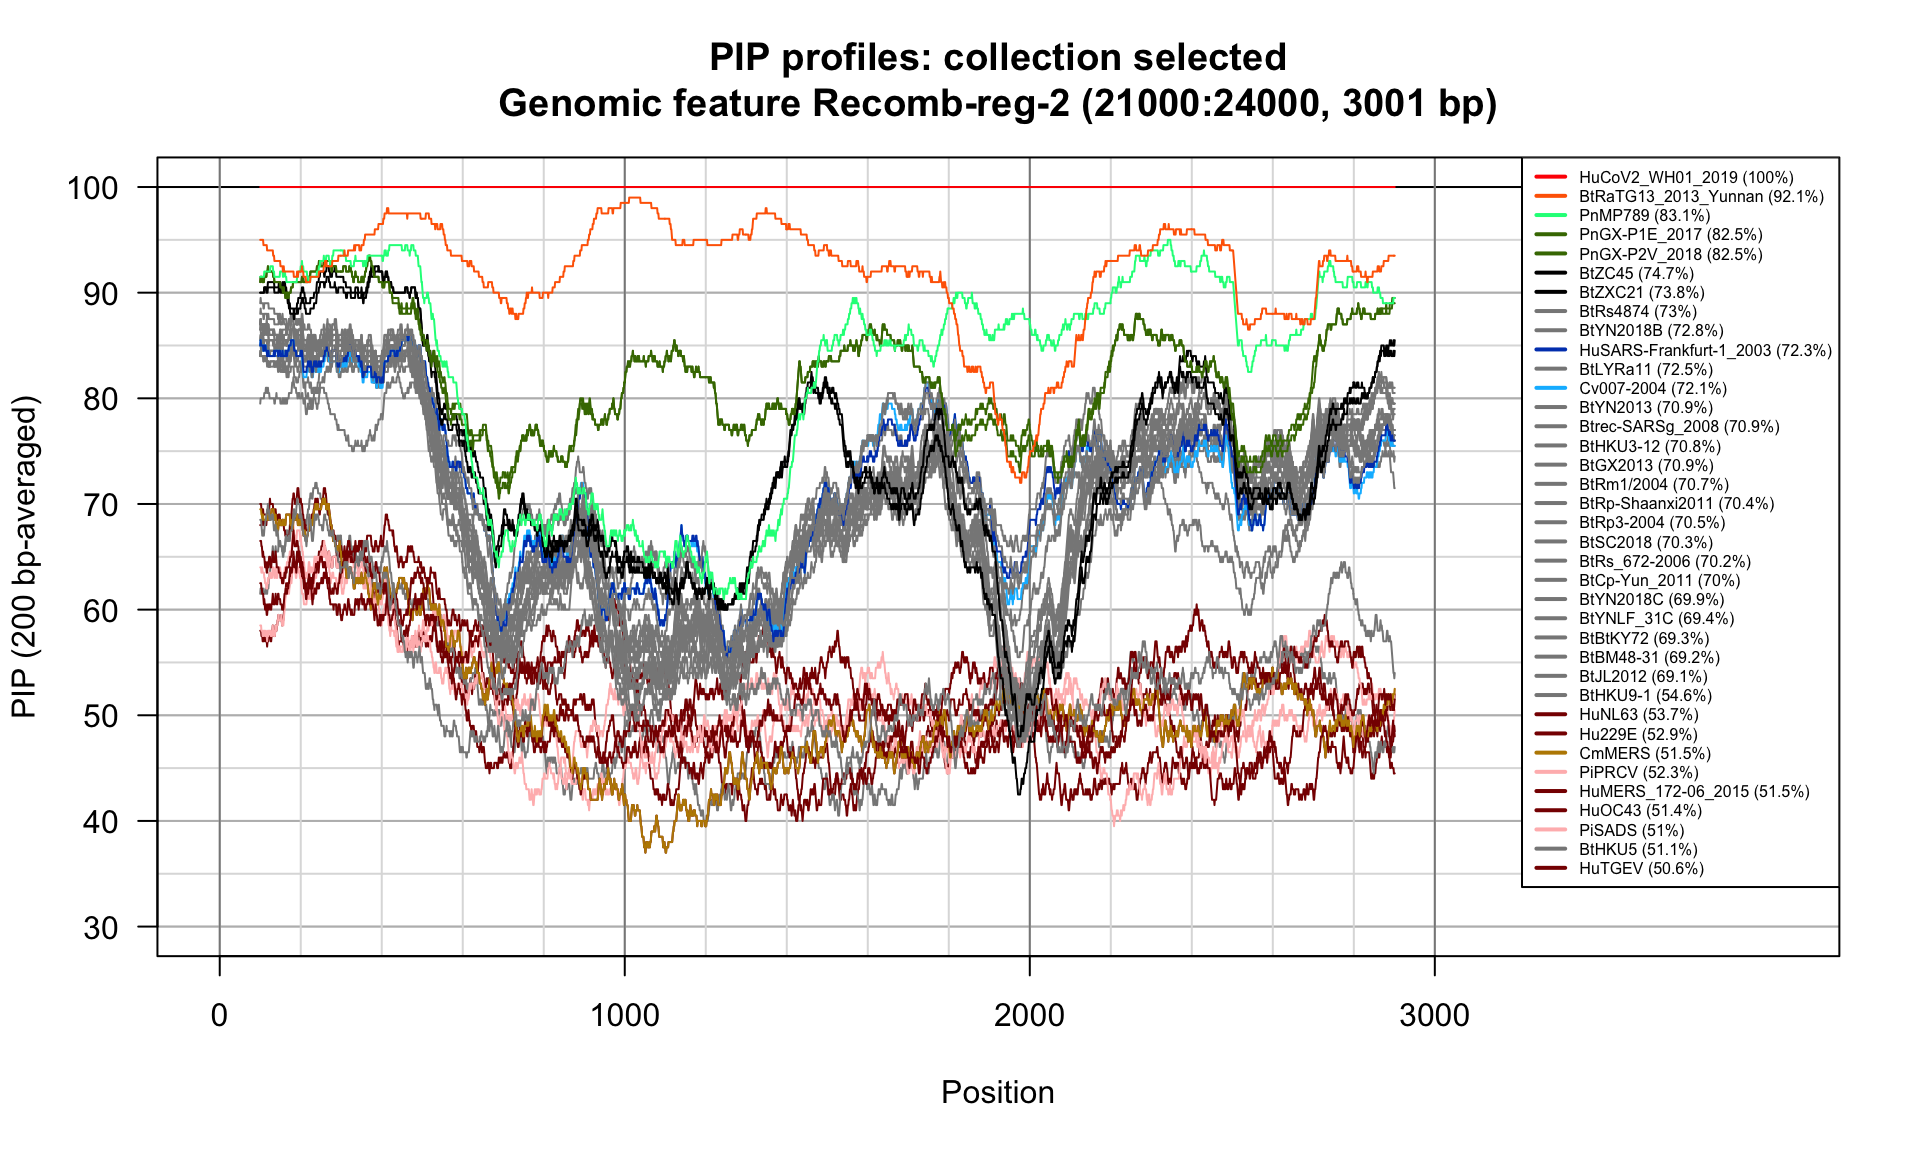 PIP profiles: collection selected
Genomic feature Recomb-reg-2 (21000:24000, 3001 bp)
PIP (200 bp-averaged)
100
90
80
70
60
50
40
30
0
1000
2000
3000
Position
HuCoV2_WH01_2019 (100%)
BtRaTG13_2013_Yunnan (92.1%)
PnMP789 (83.1%)
PnGX-P1E_2017 (82.5%)
PnGX-P2V_2018 (82.5%)
BtZC45 (74.7%)
BtZXC21 (73.8%)
BtRs4874 (73%)
BtYN2018B (72.8%)
HuSARS-Frankfurt-1_2003 (72.3%)
BtLYRa11 (72.5%)
Cv007-2004 (72.1%)
BtYN2013 (70.9%)
Btrec-SARSg_2008 (70.9%)
BtHKU3-12 (70.8%)
BtGX2013 (70.9%)
BtRm1/2004 (70.7%)
BtRp-Shaanxi2011 (70.4%)
BtRp3-2004 (70.5%)
BtSC2018 (70.3%)
BtRs_672-2006 (70.2%)
BtCp-Yun_2011 (70%)
BtYN2018C (69.9%)
BtYNLF_31C (69.4%)
BtBtKY72 (69.3%)
BtBM48-31 (69.2%)
BtJL2012 (69.1%)
BtHKU9-1 (54.6%)
HuNL63 (53.7%)
Hu229E (52.9%)
CmMERS (51.5%)
PiPRCV (52.3%)
HuMERS_172-06_2015 (51.5%)
HuOC43 (51.4%)
PiSADS (51%)
BtHKU5 (51.1%)
HuTGEV (50.6%)